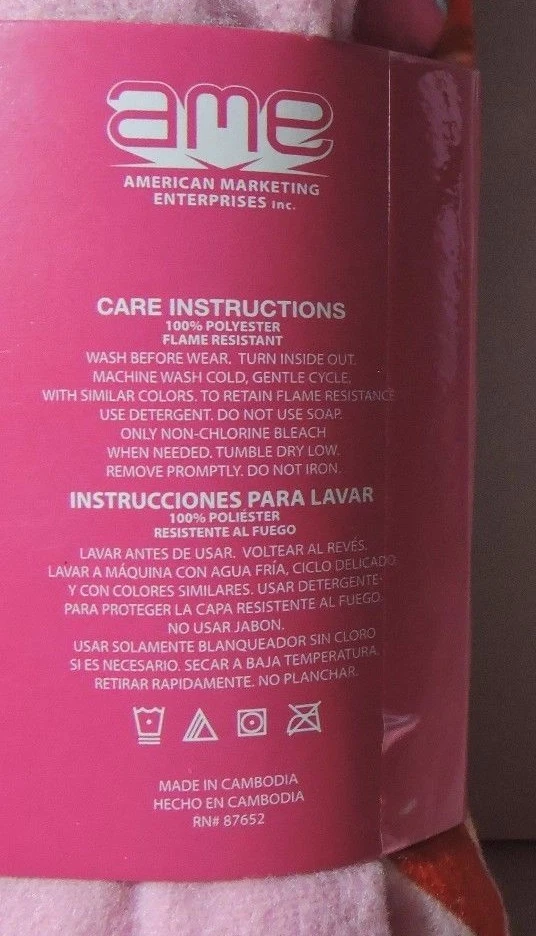 ame
AMERICAN MARKETING
ENTERPRISES Inc.
CARE INSTRUCTIONS
100% POLYESTER
FLAME RESISTANT
WASH BEFORE WEAR. TURN INSIDE OUT.
MACHINE WASH COLD, GENTLE CYCLE,
WITH SIMILAR COLORS. TO RETAIN FLAME RESISTANCE
USE DETERGENT. DO NOT USE SOAP.
ONLY NON-CHLORINE BLEACH
WHEN NEEDED. TUMBLE DRY LOW.
REMOVE PROMPTLY. DO NOT IRON.
INSTRUCCIONES PARA LAVAR
100% POLIÉSTER
RESISTENTE AL FUEGO
LAVAR ANTES DE USAR. VOLTEAR AL REVÉS.
LAVAR A MÁQUINA CON AGUA FRÍA, CICLO DELICADO
Y CON COLORES SIMILARES. USAR DETERGENTE
PARA PROTEGER LA CAPA RESISTENTE AL FUEGO.
NO USAR JABON.
USAR SOLAMENTE BLANQUEADOR SIN CLORO
SI ES NECESARIO. SECAR A BAJA TEMPERATURA.
RETIRAR RAPIDAMENTE. NO PLANCHAR.
MADE IN CAMBODIA
HECHO EN CAMBODIA
RN# 87652